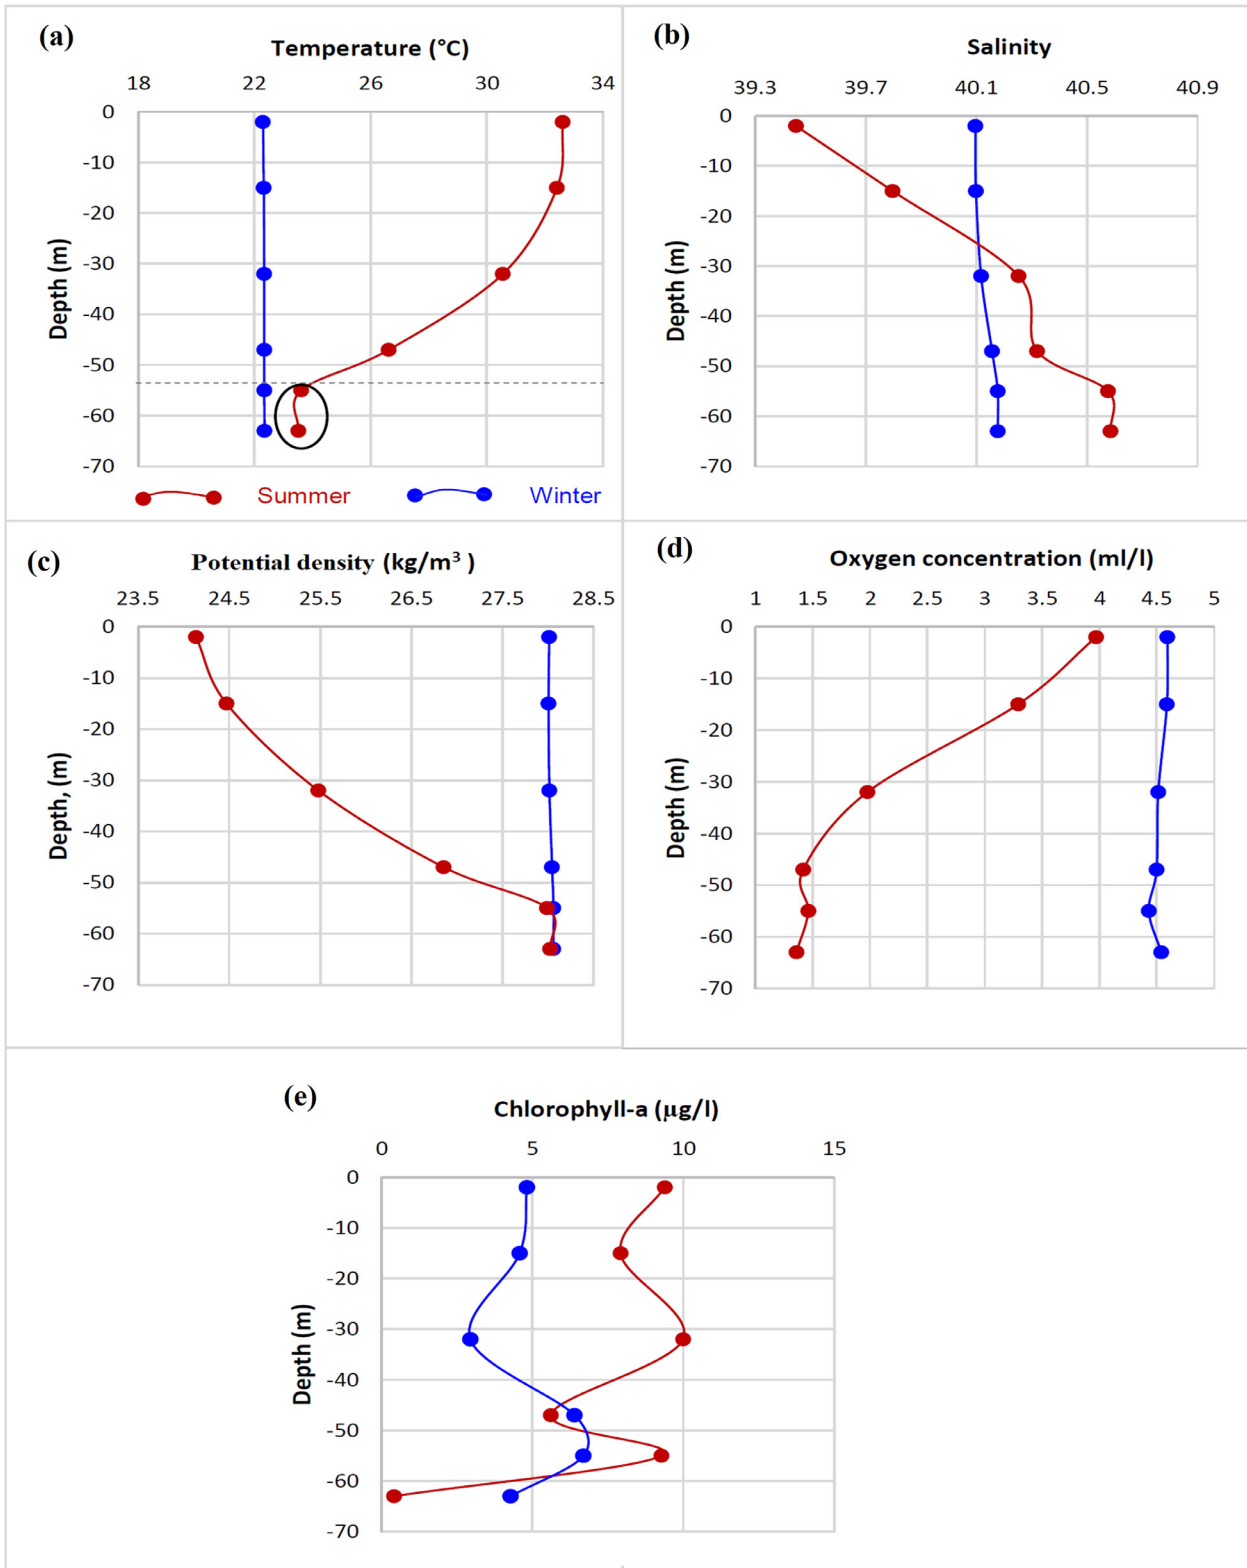 (a)
Temperature (°C)
18 22 26 30 34
0
-10
-20
-30
-40
-50
-60
-70
Depth (m)
Summer Winter
(b)
Salinity
39.3 39.7 40.1 40.5 40.9
0
-10
-20
-30
-40
-50
-60
-70
Depth (m)
(c)
Potential density (kg/m³ )
23.5 24.5 25.5 26.5 27.5 28.5
0
-10
-20
-30
-40
-50
-60
-70
Depth, (m)
(d)
Oxygen concentration (ml/l)
1 1.5 2 2.5 3 3.5 4 4.5 5
0
-10
-20
-30
-40
-50
-60
-70
Depth (m)
(e)
Chlorophyll-a (µg/l)
0 5 10 15
0
-10
-20
-30
-40
-50
-60
-70
Depth (m)